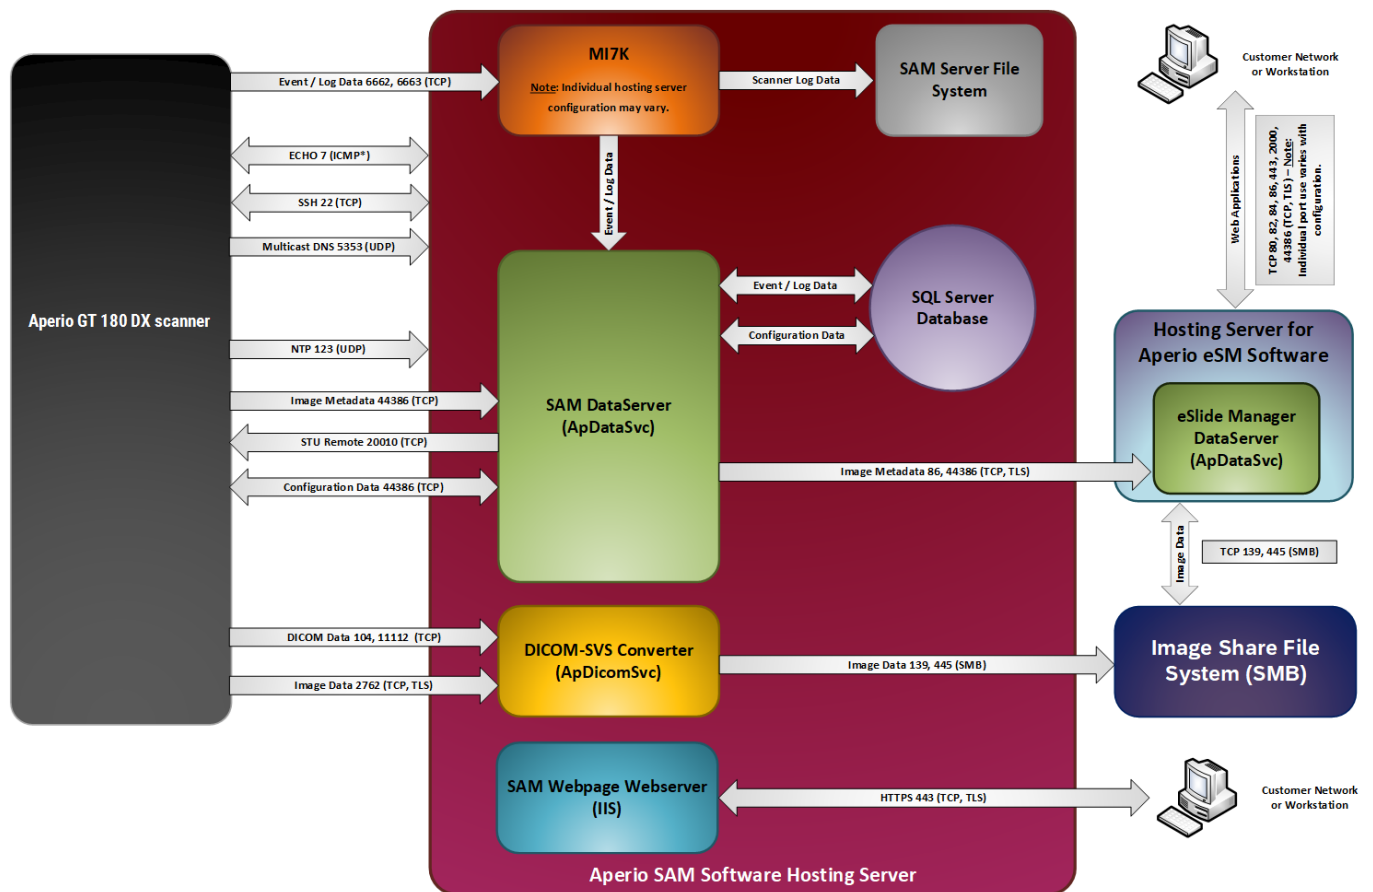 MI7K
Note: Individual hosting server
configuration may vary.
SAM Server File
System
Customer Network
or Workstation
Event / Log Data 6662, 6663 (TCP)
Scanner Log Data
ECHO 7 (ICMP*)
SSH 22 (TCP)
Multicast DNS 5353 (UDP)
Event / Log Data
Web Applications
TCP 80, 82, 84, 86, 443, 2000,
44386 (TCP, TLS) – Note:
Individual port use varies with
configuration.
Aperio GT 180 DX scanner
Event / Log Data
SQL Server
Database
Configuration Data
Hosting Server for
Aperio eSM Software
NTP 123 (UDP)
Image Metadata 44386 (TCP)
SAM DataServer
(ApDataSvc)
eSlide Manager
DataServer
(ApDataSvc)
STU Remote 20010 (TCP)
Image Metadata 86, 44386 (TCP, TLS)
Configuration Data 44386 (TCP)
Image Data
TCP 139, 445 (SMB)
DICOM Data 104, 11112 (TCP)
DICOM-SVS Converter
(ApDicomSvc)
Image Data 139, 445 (SMB)
Image Share File
System (SMB)
Image Data 2762 (TCP, TLS)
SAM Webpage Webserver
(IIS)
HTTPS 443 (TCP, TLS)
Customer Network
or Workstation
Aperio SAM Software Hosting Server